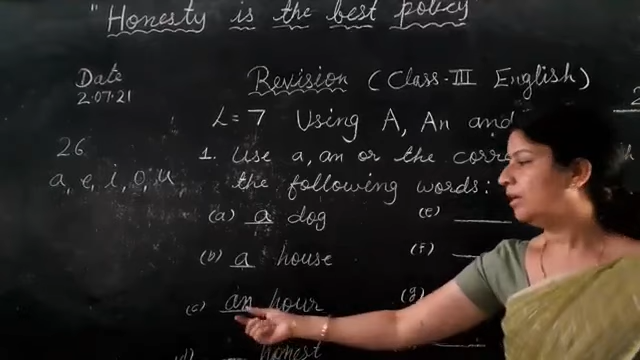 "Honesty is the best policy
Date
2.07.21
Revision (Class-III English)
L=7 Using A, An and
26
a, e, i, o, u
1. Use a, an or the
the following words:
(a) a dog
(b) a house
(c) an hour
(d) honest
(e)
(f)
(g)